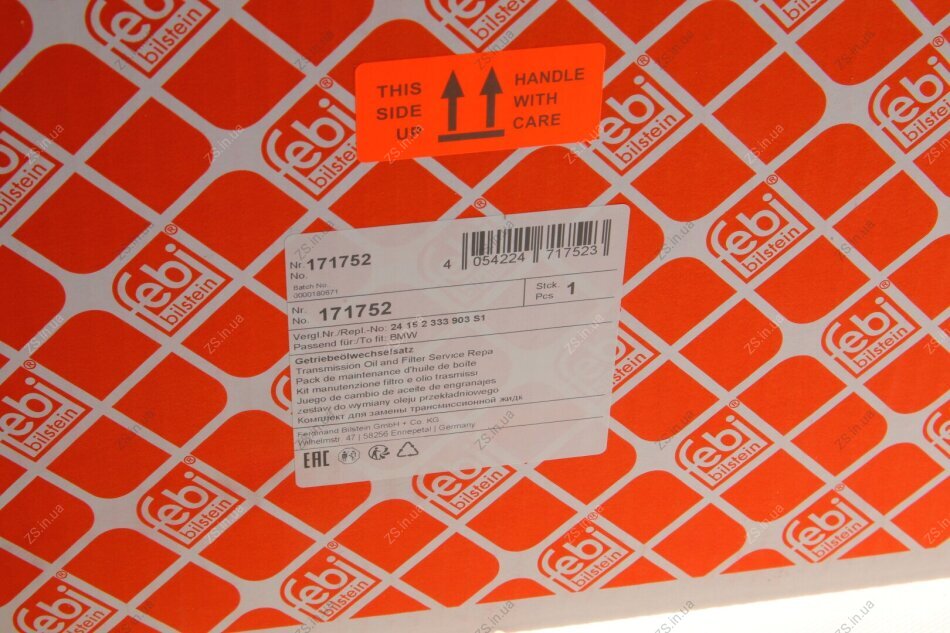 THIS
SIDE
UP
HANDLE
WITH
CARE
febi
bilstein
Nr.
No. 171752
4 054224 717523
Batch No.
0000180671
Nr.
No. 171752
Stck.
Pcs 1
Vergl.Nr./Repl.-No: 24 15 2 333 903 S1
Passend für:/To fit: BMW
Getriebeölwechselsatz
Transmission Oil and Filter Service Repa
Pack de maintenance d'huile de boîte
Kit manutenzione filtro e olio trasmissi
Juego de cambio de aceite de engranajes
zestaw do wymiany oleju przekładniowego
Комплект для замены трансмиссионной жидк
Ferdinand Bilstein GmbH + Co. KG
Wilhelmstr. 47 | 58256 Ennepetal | Germany
EAC
ZS.in.ua